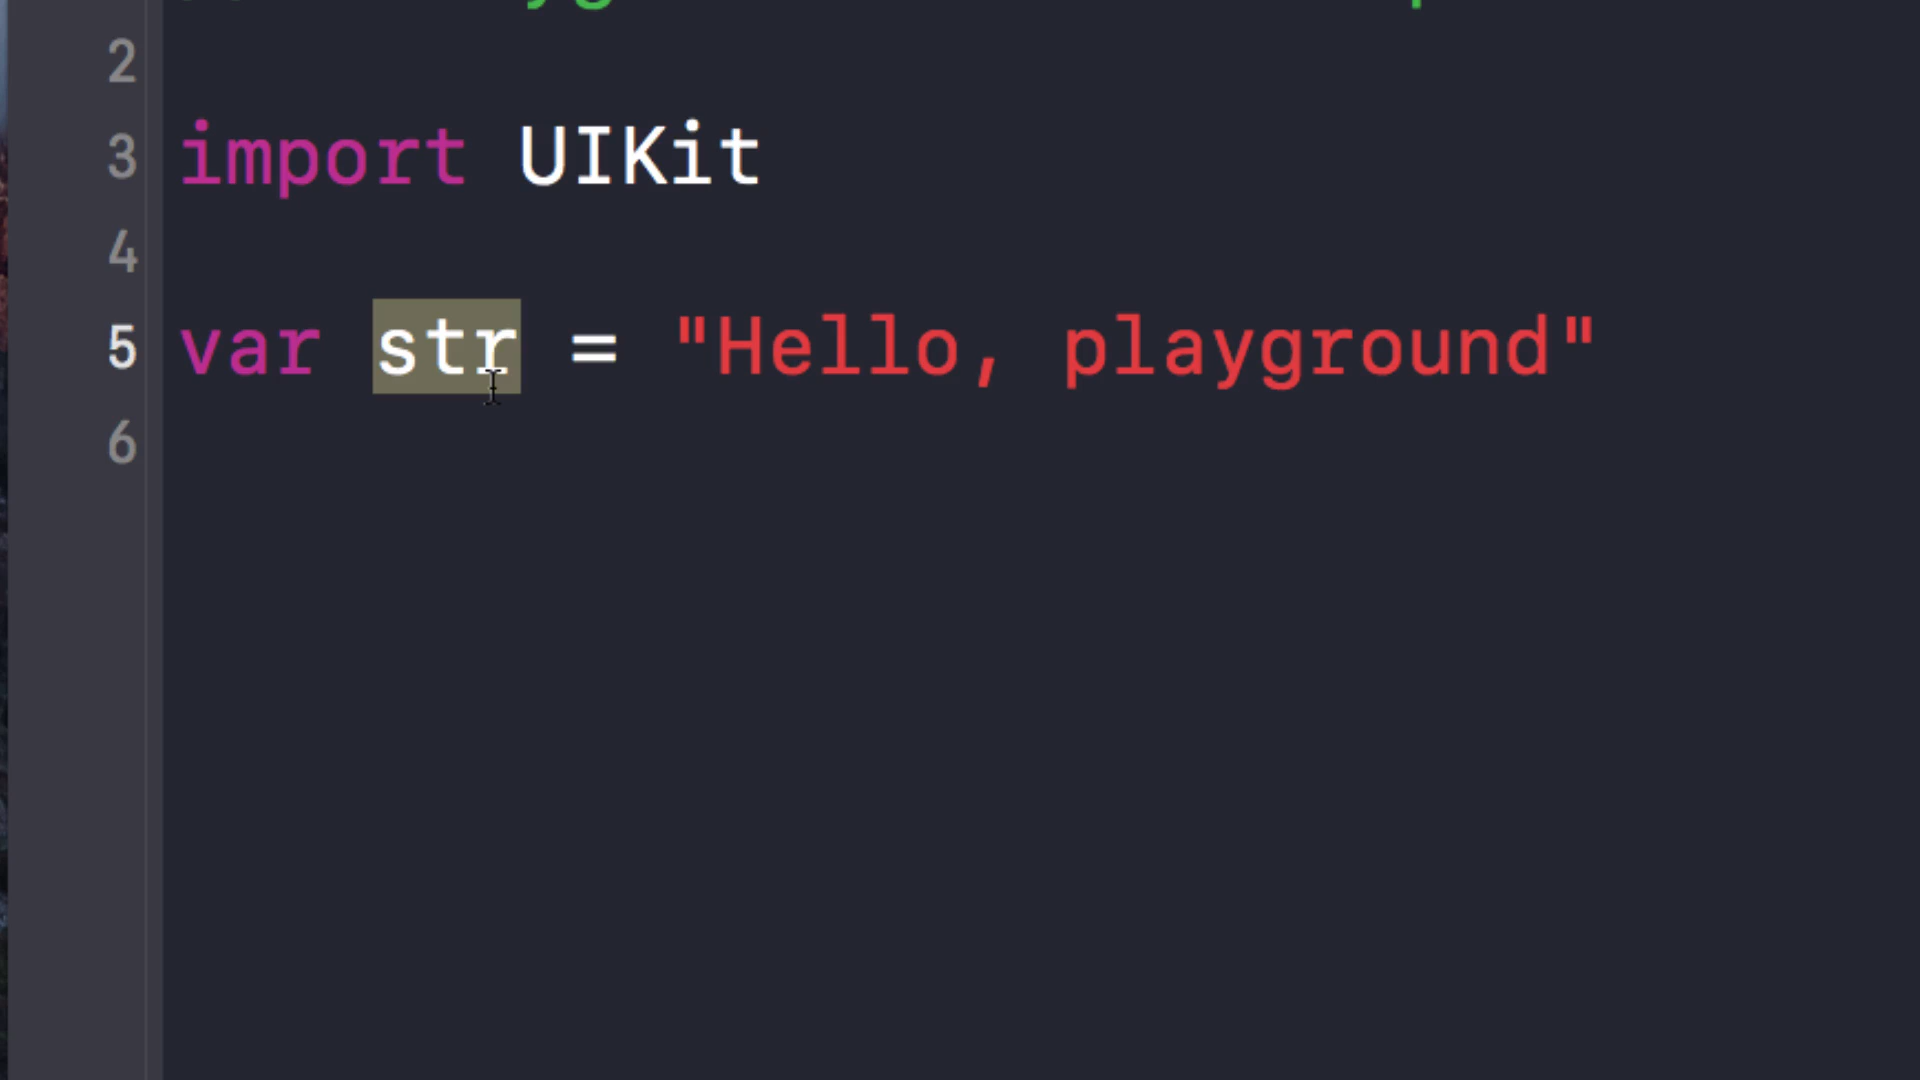 2
3 import UIKit
4
5 var str = "Hello, playground"
6